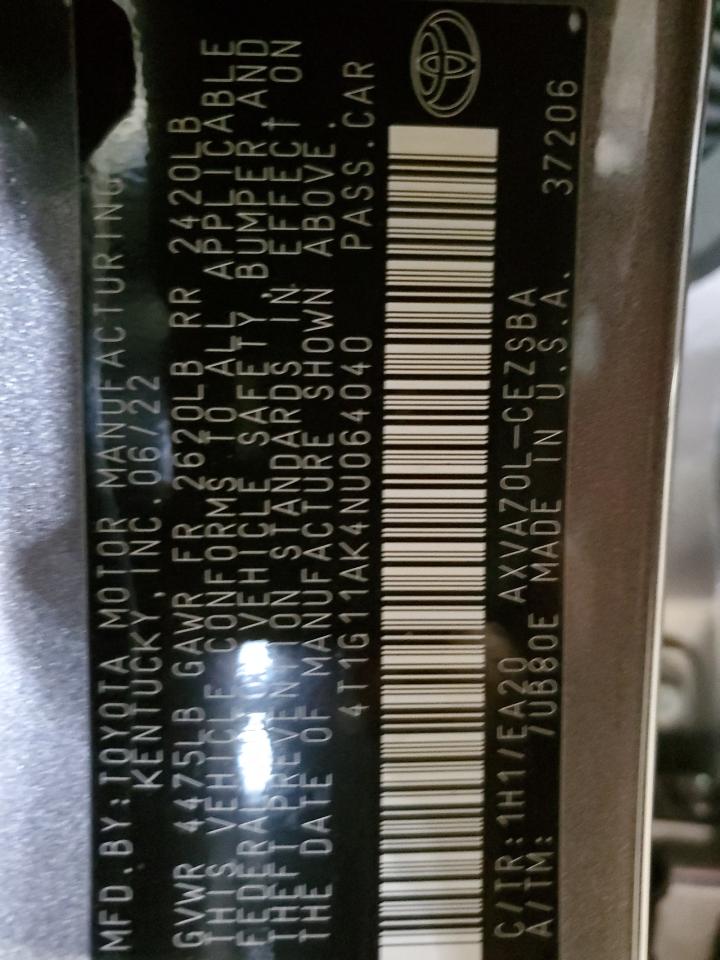 MFD.BY:TOYOTA MOTOR MANUFACTURING
KENTUCKY, INC. 06/22
GVWR 4475LB GAWR FR 2620LB RR 2420LB
THIS VEHICLE CONFORMS TO ALL APPLICABLE
FEDERAL MOTOR VEHICLE SAFETY, BUMPER AND
THEFT PREVENTION STANDARDS IN EFFECT ON
THE DATE OF MANUFACTURE SHOWN ABOVE.
4T1G11AK4NU064040 PASS.CAR
C/TR:1H1/EA20 AXVA70L-CEZSBA
A/TM: /UB80E MADE IN U.S.A. 37206